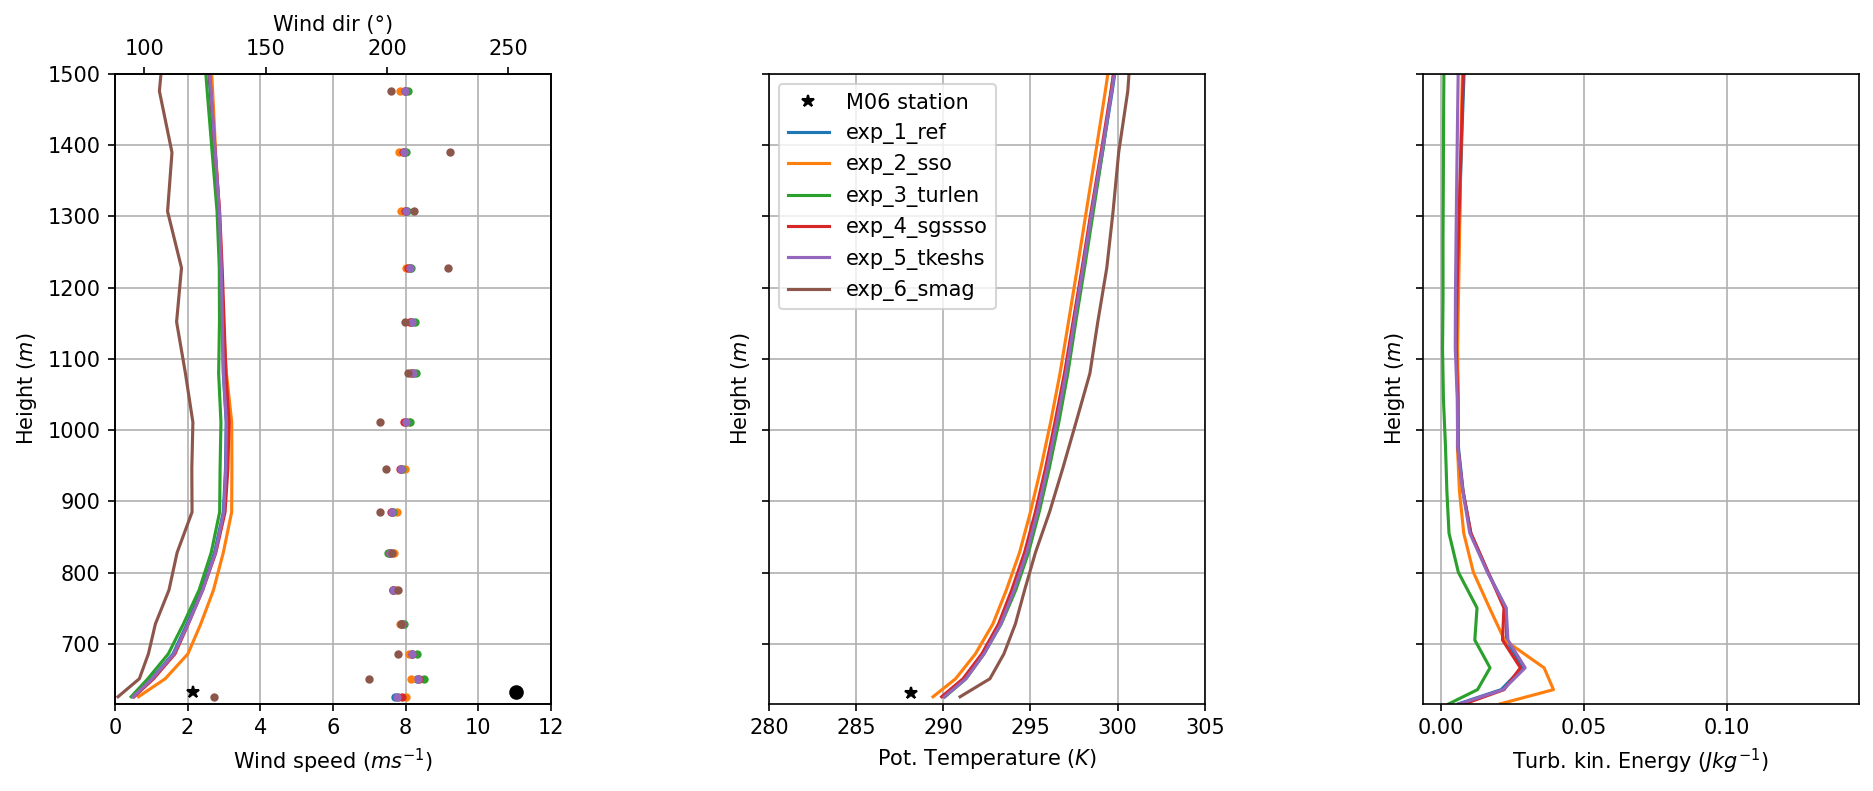 Wind dir (°)
100 150 200 250
1500
1400
1300
1200
1100
1000
900
800
700
Height (m)
0 2 4 6 8 10 12
Wind speed (ms⁻¹)
M06 station
exp_1_ref
exp_2_sso
exp_3_turlen
exp_4_sgssso
exp_5_tkeshs
exp_6_smag
Height (m)
280 285 290 295 300 305
Pot. Temperature (K)
Height (m)
0.00 0.05 0.10
Turb. kin. Energy (Jkg⁻¹)